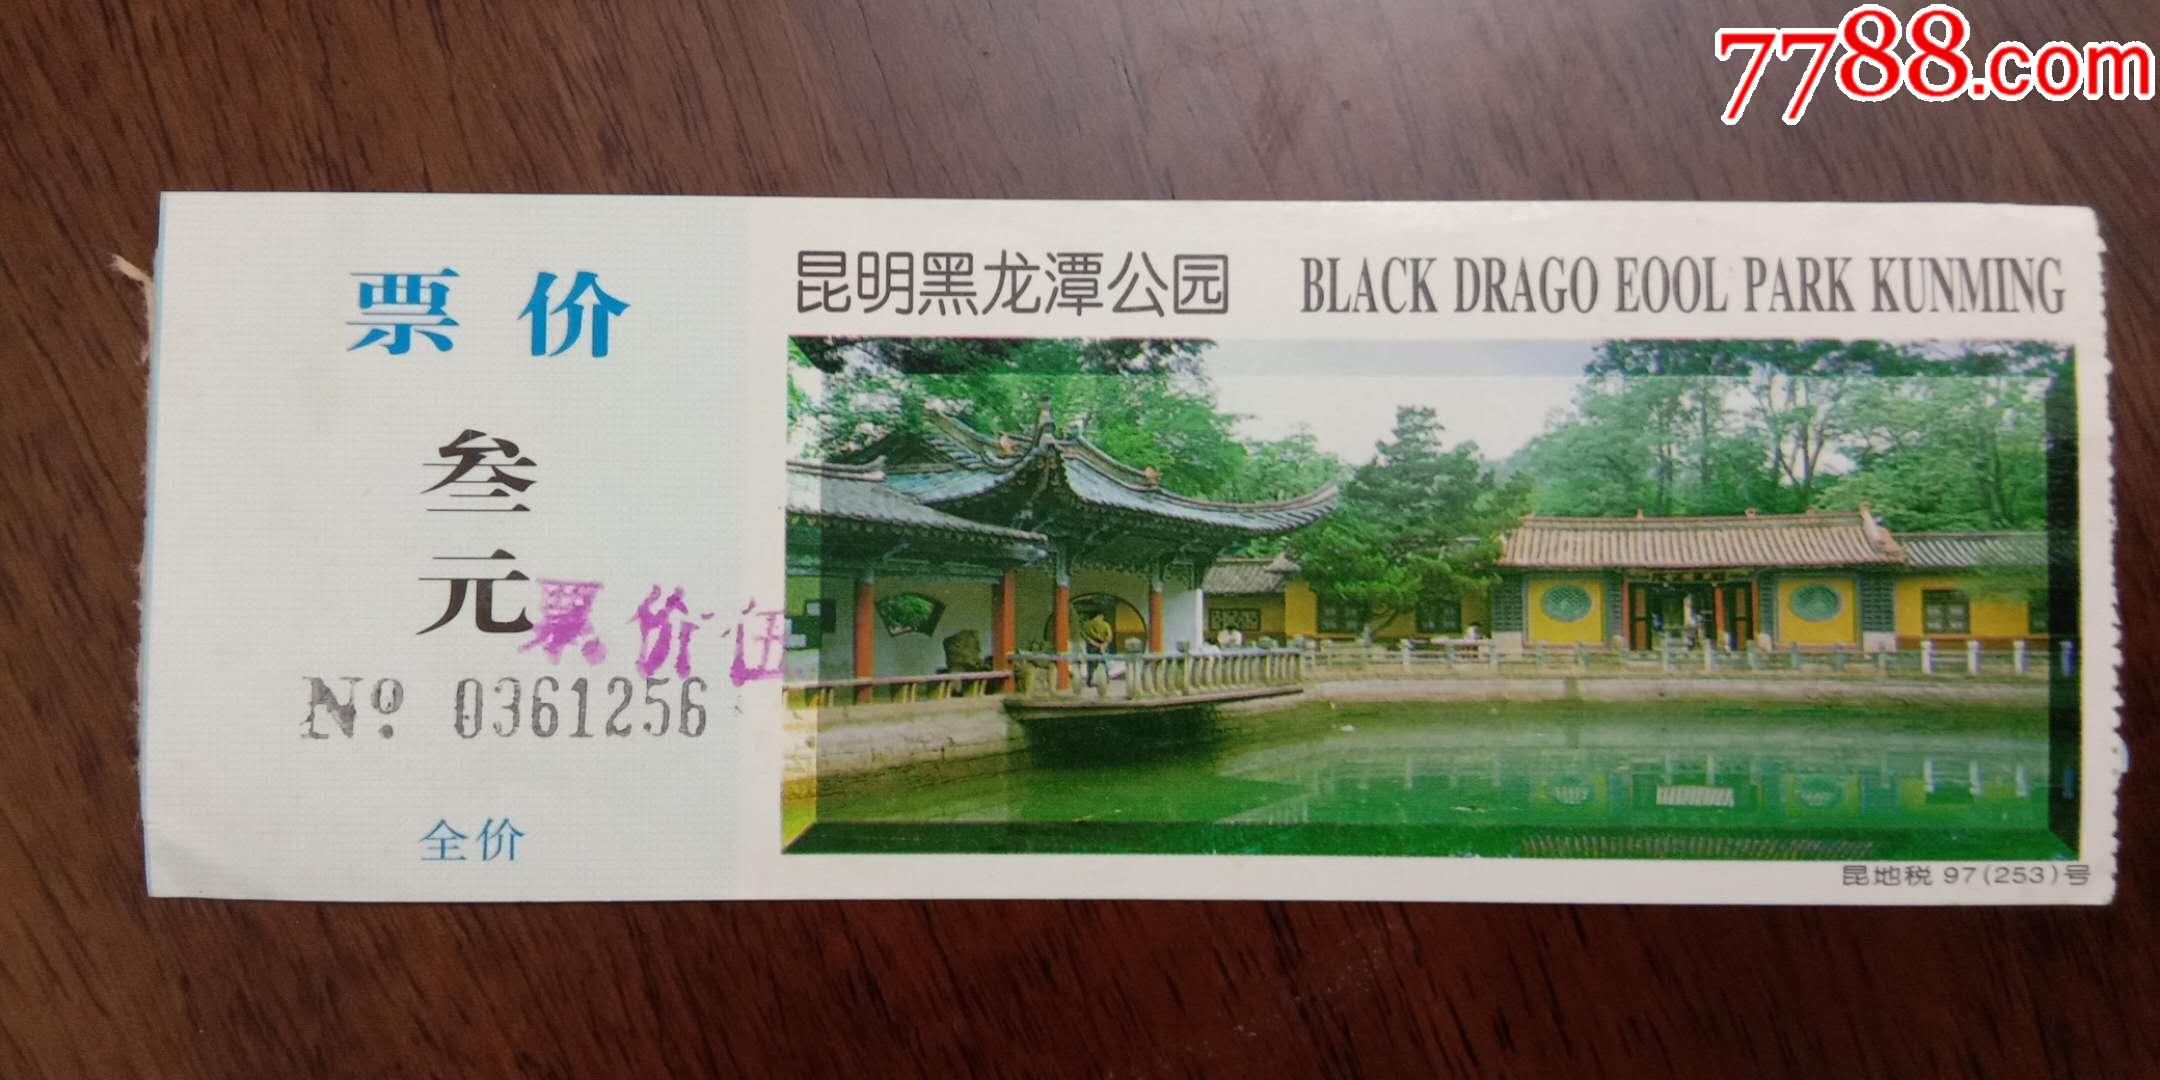 7788.com
票价
叁
元
票价伍
No 0361256
全价
昆明黑龙潭公园 BLACK DRAGO EOOL PARK KUNMING
昆地税 97(253)号